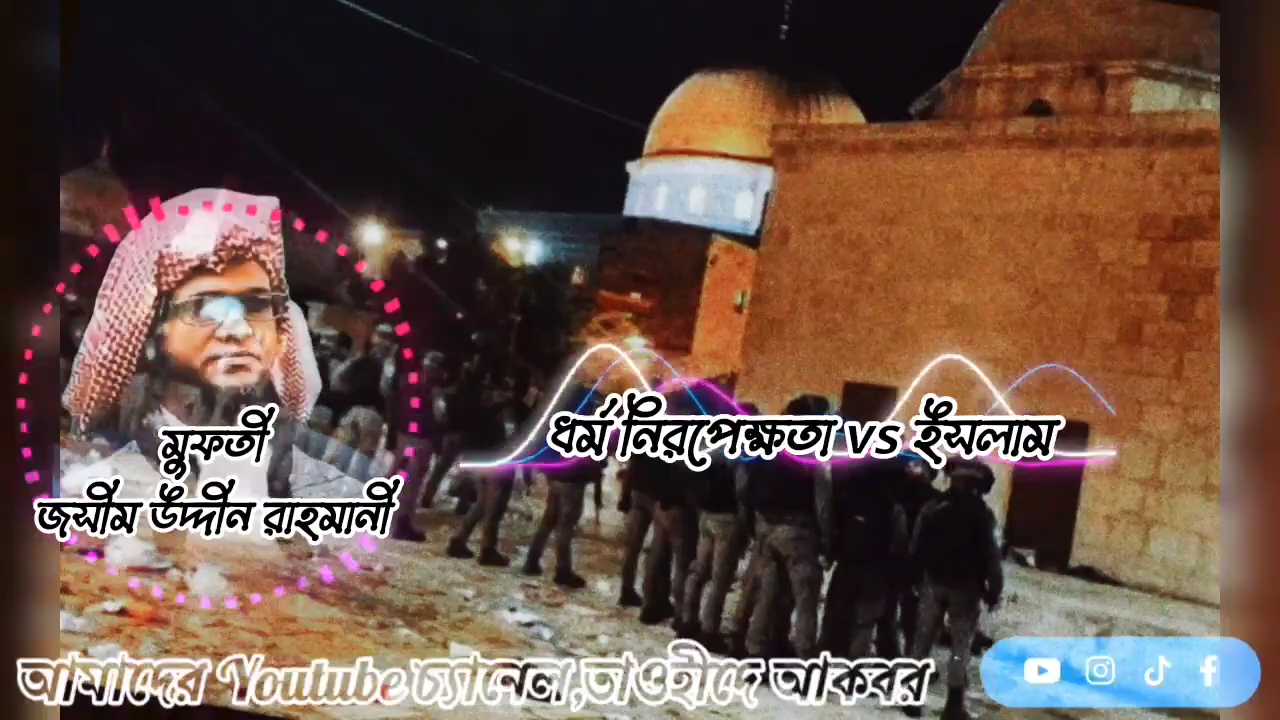 মুফতী
জসীম উদ্দীন রাহমানী
ধর্ম নিরপেক্ষতা vs ইসলাম
আমাদের Youtube চ্যানেল,তাওহীদে আকবর